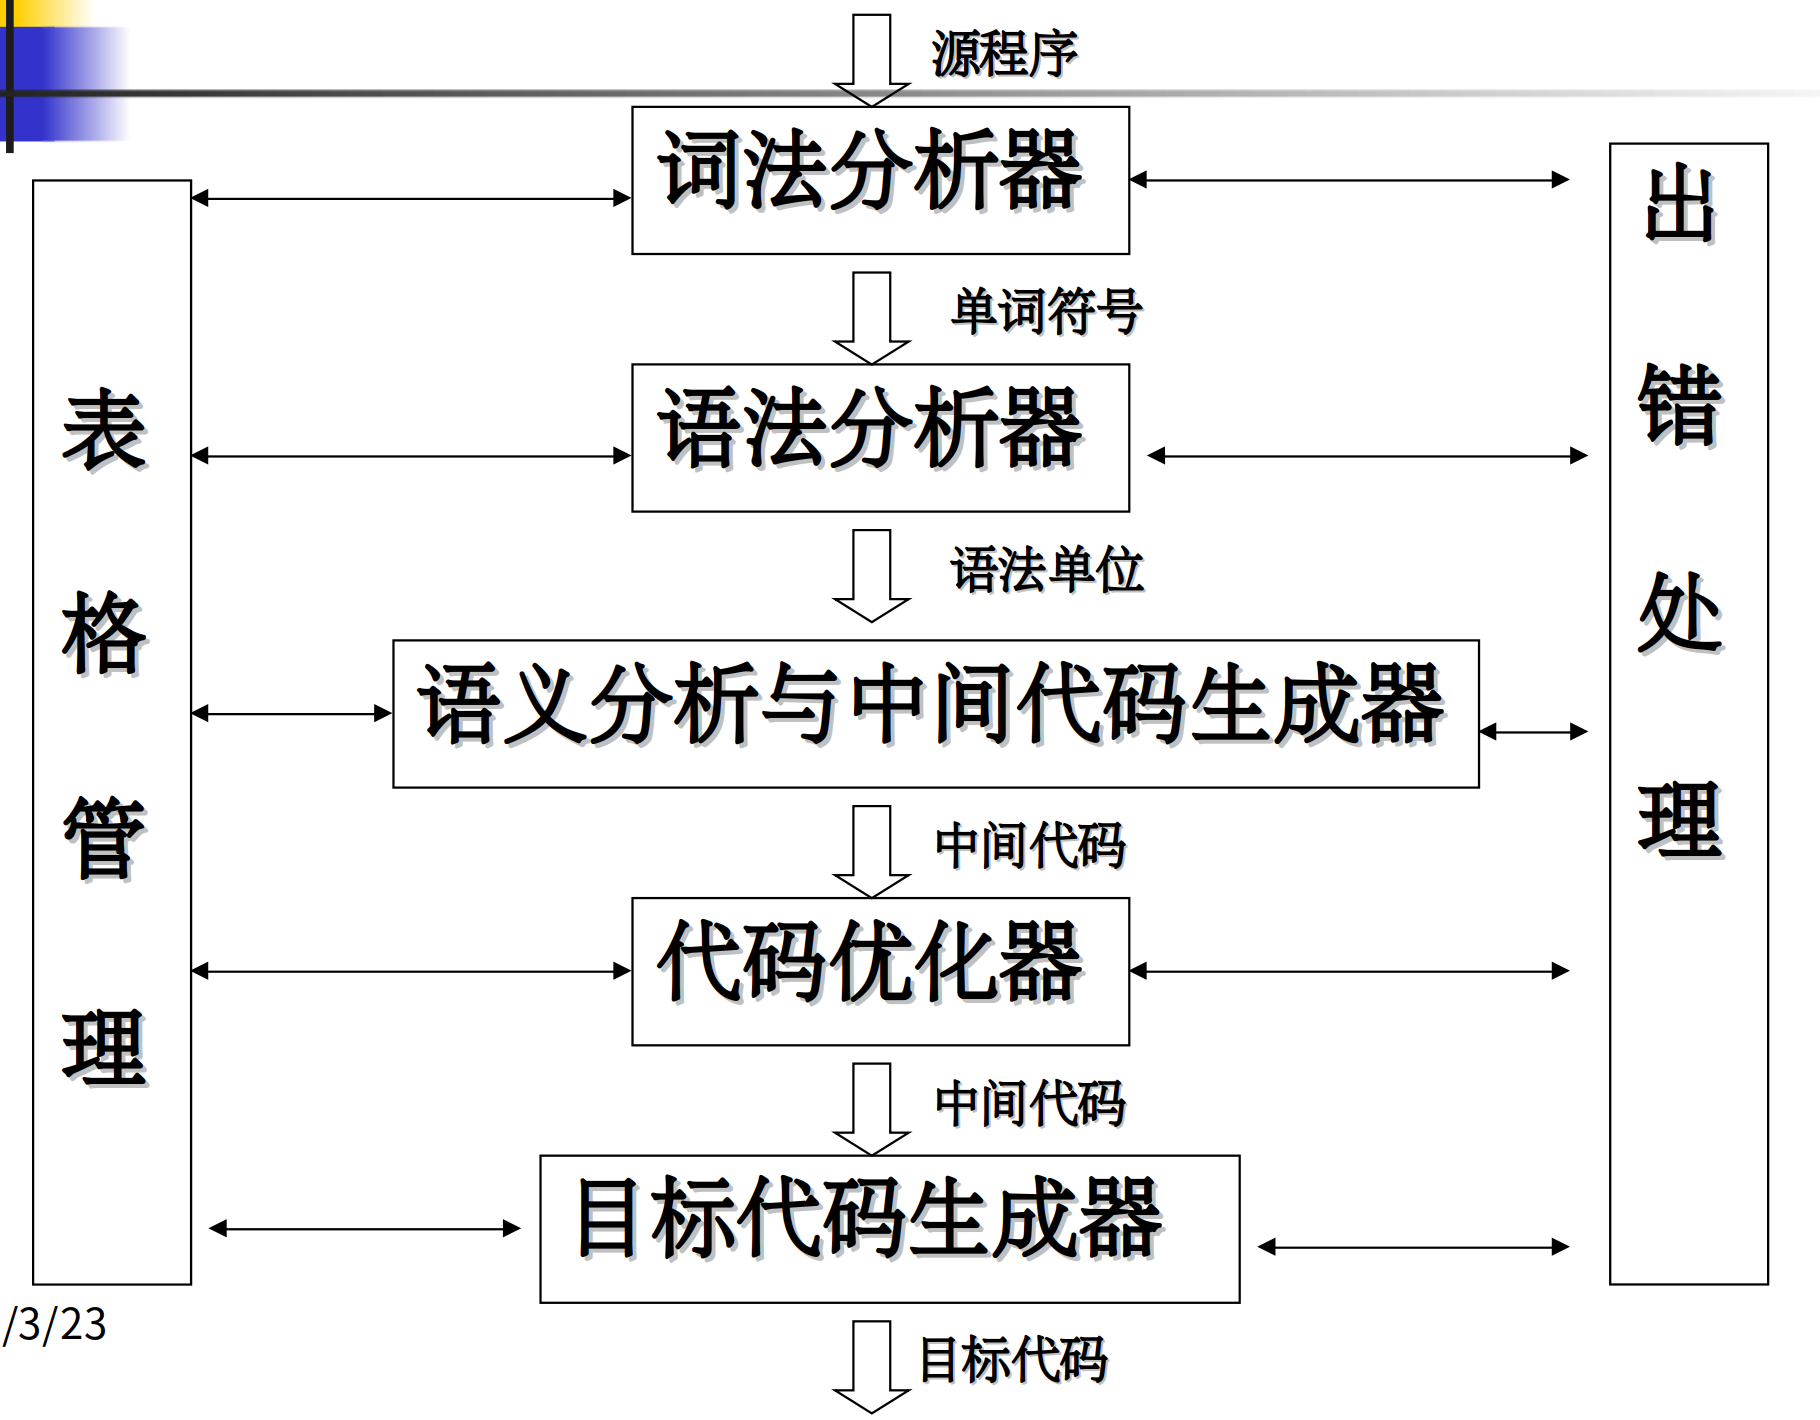 源程序
词法分析器
单词符号
语法分析器
语法单位
语义分析与中间代码生成器
中间代码
代码优化器
中间代码
目标代码生成器
目标代码
表
格
管
理
出
错
处
理
/3/23